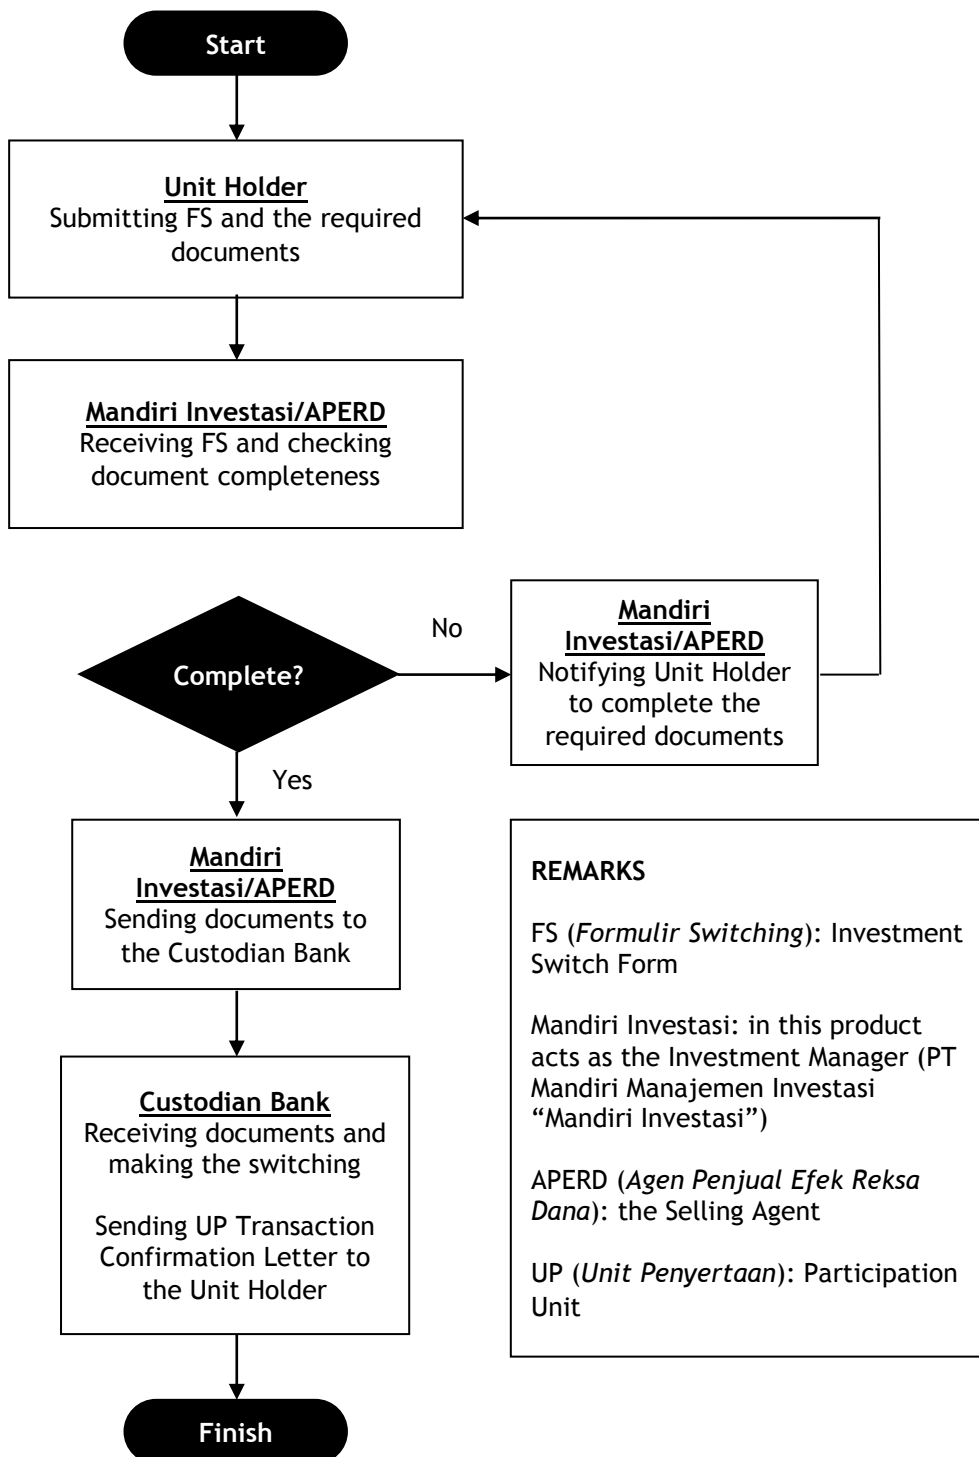 Start
Unit Holder
Submitting FS and the required
documents
Mandiri Investasi/APERD
Receiving FS and checking
document completeness
Complete?
No
Mandiri
Investasi/APERD
Notifying Unit Holder
to complete the
required documents
Yes
Mandiri
Investasi/APERD
Sending documents to
the Custodian Bank
Custodian Bank
Receiving documents and
making the switching
Sending UP Transaction
Confirmation Letter to
the Unit Holder
Finish
REMARKS
FS (Formulir Switching): Investment
Switch Form
Mandiri Investasi: in this product
acts as the Investment Manager (PT
Mandiri Manajemen Investasi
“Mandiri Investasi”)
APERD (Agen Penjual Efek Reksa
Dana): the Selling Agent
UP (Unit Penyertaan): Participation
Unit